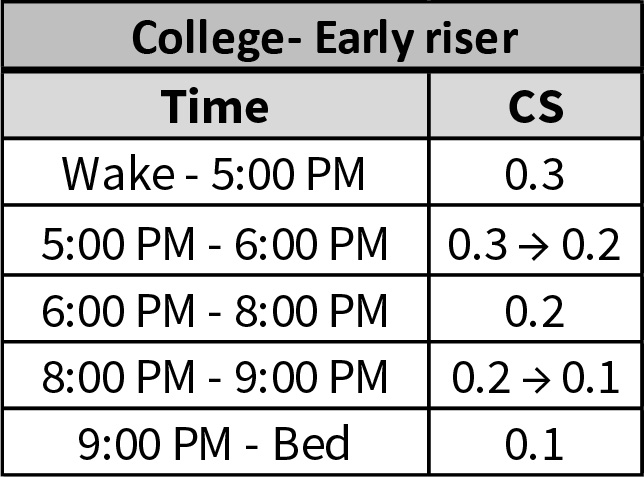 College- Early riser
Time CS
Wake - 5:00 PM 0.3
5:00 PM - 6:00 PM 0.3 → 0.2
6:00 PM - 8:00 PM 0.2
8:00 PM - 9:00 PM 0.2 → 0.1
9:00 PM - Bed 0.1